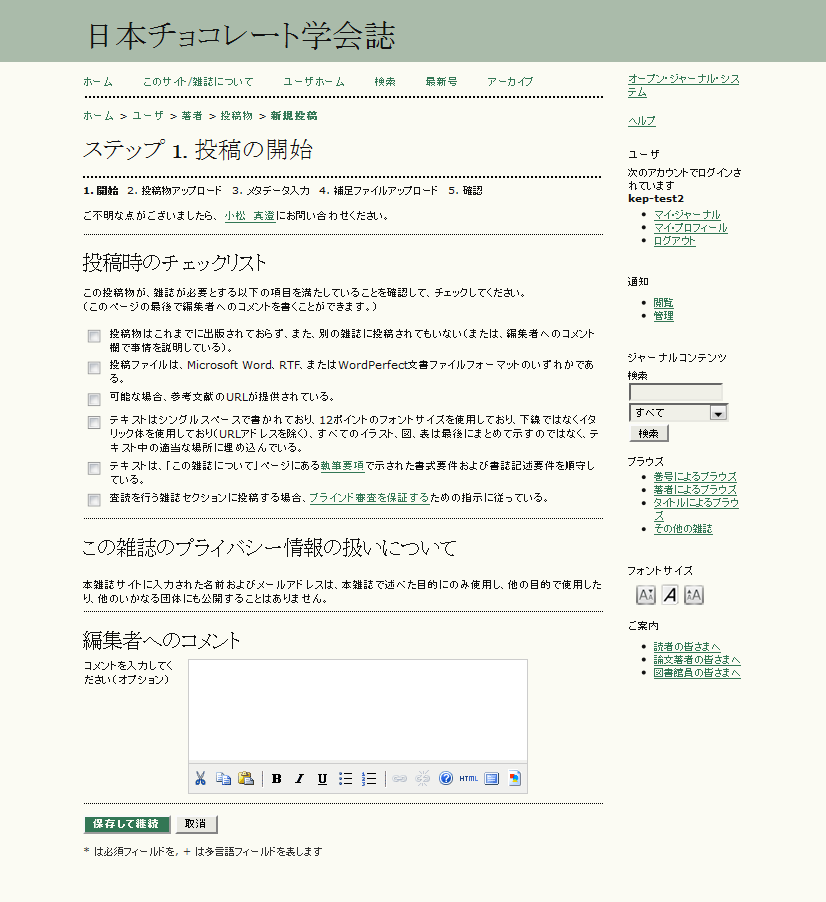 日本チョコレート学会誌
ホーム このサイト/雑誌について ユーザホーム 検索 最新号 アーカイブ
ホーム > ユーザ > 著者 > 投稿物 > 新規投稿
ステップ 1. 投稿の開始
1. 開始 2. 投稿物アップロード 3. メタデータ入力 4. 補足ファイルアップロード 5. 確認
ご不明な点がございましたら、 小松 真澄にお問い合わせください。
投稿時のチェックリスト
この投稿物が、雑誌が必要とする以下の項目を満たしていることを確認して、チェックしてください。
(このページの最後で編集者へのコメントを書くことができます。)
投稿物はこれまでに出版されておらず、また、別の雑誌に投稿されてもいない(または、編集者へのコメント
欄で事情を説明している)。
投稿ファイルは、Microsoft Word、RTF、またはWordPerfect文書ファイルフォーマットのいずれかであ
る。
可能な場合、参考文献のURLが提供されている。
テキストはシングルスペースで書かれており、12ポイントのフォントサイズを使用しており、下線ではなくイタ
リック体を使用しており(URLアドレスを除く)、すべてのイラスト、図、表は最後にまとめて示すのではなく、テ
キスト中の適当な場所に埋め込んでいる。
テキストは、「この雑誌について」ページにある執筆要項で示された書式要件および書誌記述要件を順守し
ている。
査読を行う雑誌セクションに投稿する場合、ブラインド審査を保証するための指示に従っている。
この雑誌のプライバシー情報の扱いについて
本雑誌サイトに入力された名前およびメールアドレスは、本雑誌で述べた目的にのみ使用し、他の目的で使用した
り、他のいかなる団体にも公開することはありません。
編集者へのコメント
コメントを入力してく
ださい(オプション)
B I U HTML
保存して継続 取消
* は必須フィールドを, + は多言語フィールドを表します
オープン・ジャーナル・シス
テム
ヘルプ
ユーザ
次のアカウントでログインさ
れています
kep-test2
マイ・ジャーナル
マイ・プロフィール
ログアウト
通知
閲覧
管理
ジャーナルコンテンツ
検索
すべて
検索
ブラウズ
巻号によるブラウズ
著者によるブラウズ
タイトルによるブラウ
ズ
その他の雑誌
フォントサイズ
ご案内
読者の皆さまへ
論文著者の皆さまへ
図書館員の皆さまへ